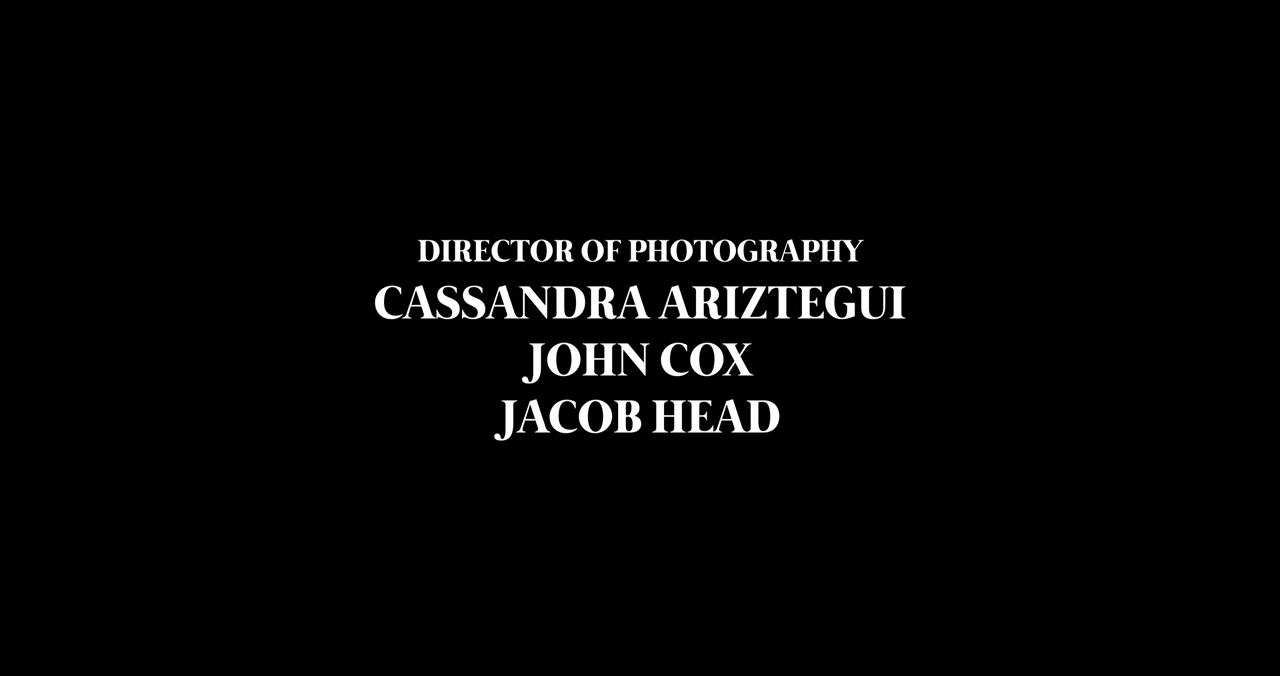 DIRECTOR OF PHOTOGRAPHY
CASSANDRA ARIZTEGUI
JOHN COX
JACOB HEAD